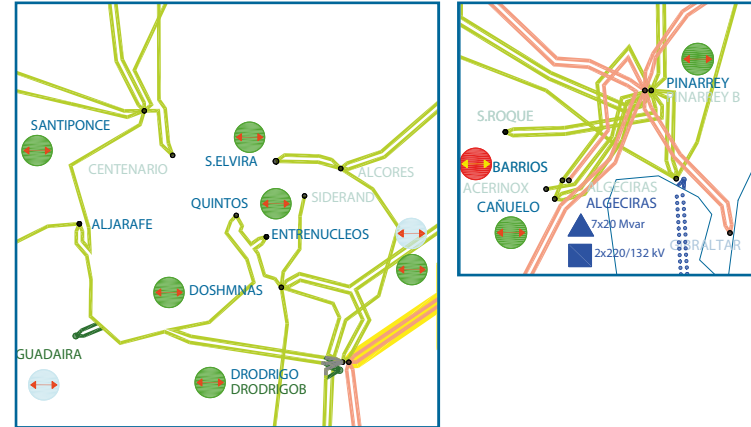 SANTIPONCE
CENTENARIO
S.ELVIRA
ALCORES
QUINTOS
SIDERAND
ALJARAFE
ENTRENUCLEOS
DOSHMNAS
GUADAIRA
DRODRIGO
DRODRIGOB
PINARREY
PINARREY B
S.ROQUE
BARRIOS
ACERINOX
ALGECIRAS
CAÑUELO
ALGECIRAS
7x20 Mvar
GIBRALTAR
2x220/132 kV